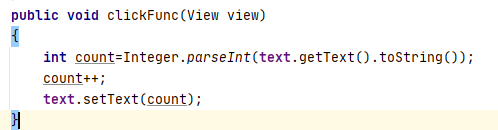 public void clickFunc(View view)
{
int count=Integer.parseInt(text.getText().toString());
count++;
text.setText(count);
}